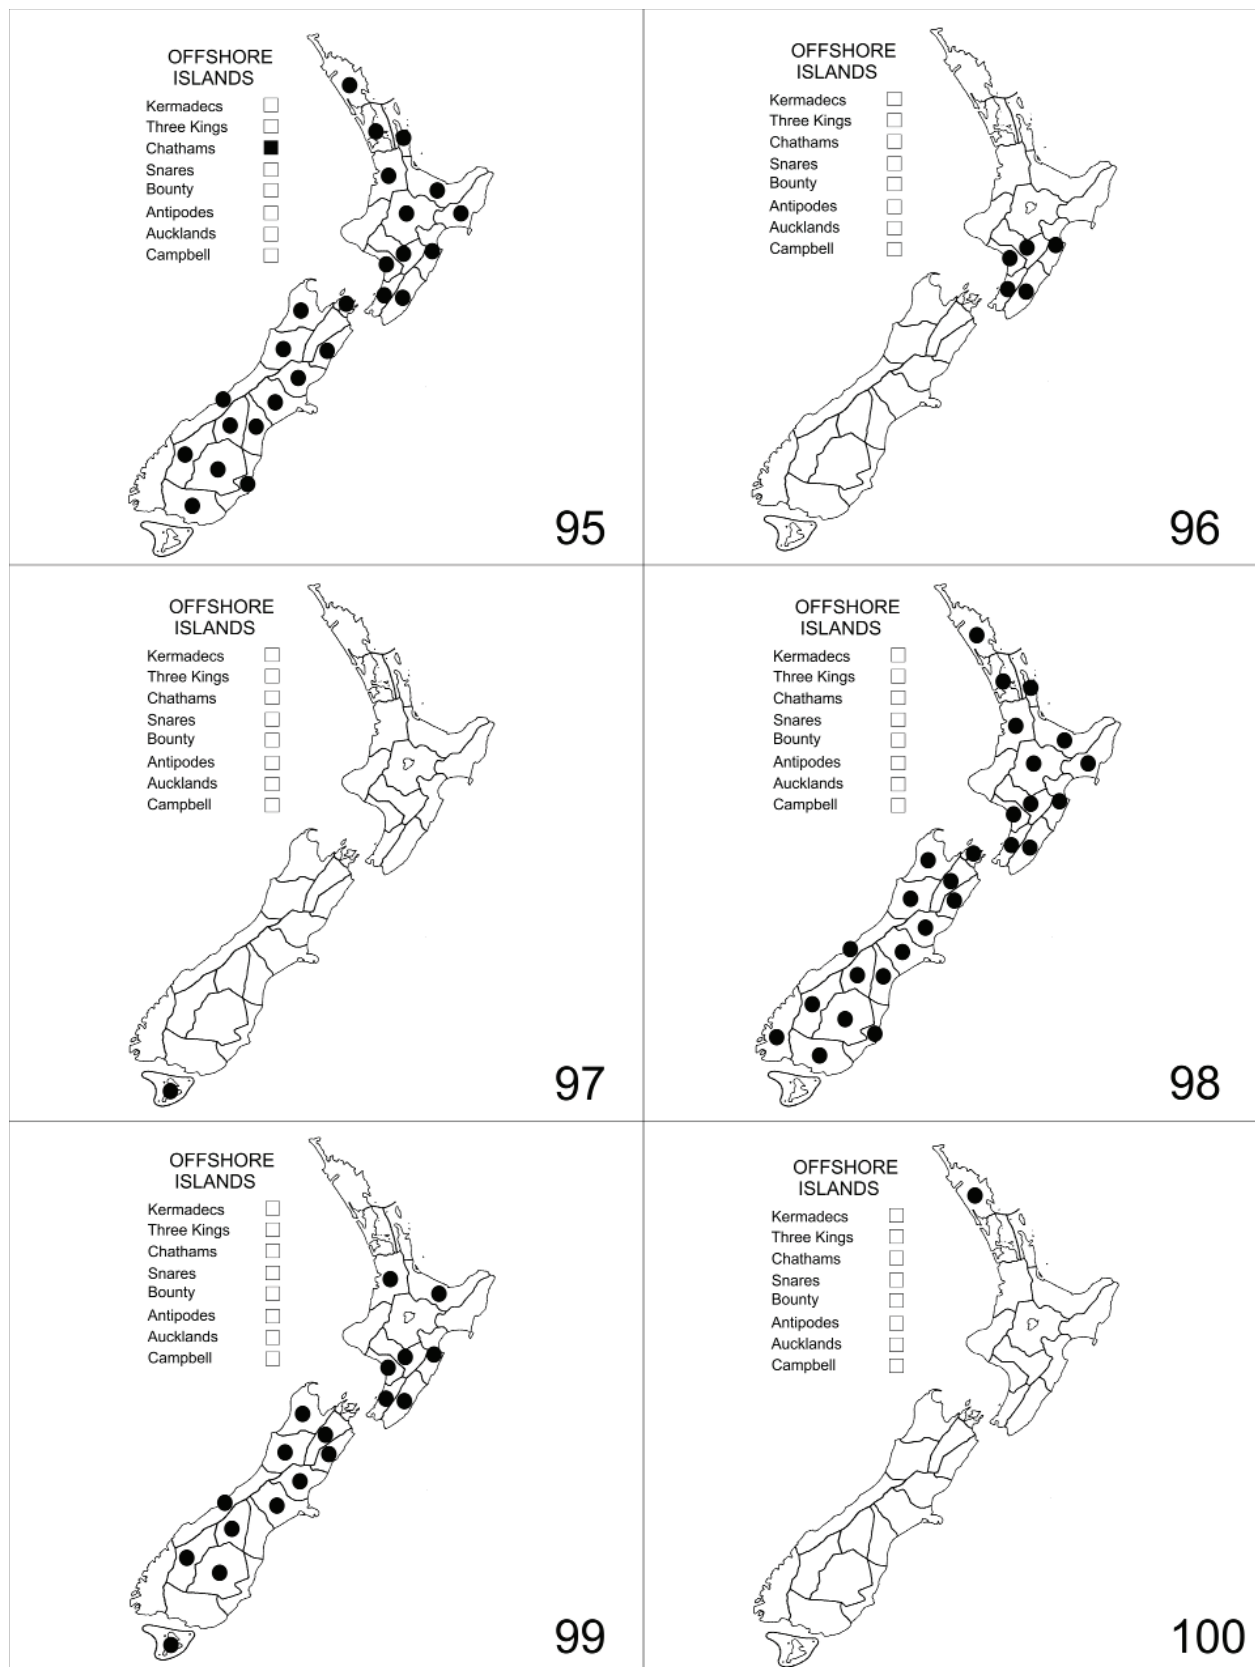 OFFSHORE
ISLANDS
Kermadecs
Three Kings
Chathams
Snares
Bounty
Antipodes
Aucklands
Campbell
95
OFFSHORE
ISLANDS
Kermadecs
Three Kings
Chathams
Snares
Bounty
Antipodes
Aucklands
Campbell
96
OFFSHORE
ISLANDS
Kermadecs
Three Kings
Chathams
Snares
Bounty
Antipodes
Aucklands
Campbell
97
OFFSHORE
ISLANDS
Kermadecs
Three Kings
Chathams
Snares
Bounty
Antipodes
Aucklands
Campbell
98
OFFSHORE
ISLANDS
Kermadecs
Three Kings
Chathams
Snares
Bounty
Antipodes
Aucklands
Campbell
99
OFFSHORE
ISLANDS
Kermadecs
Three Kings
Chathams
Snares
Bounty
Antipodes
Aucklands
Campbell
100